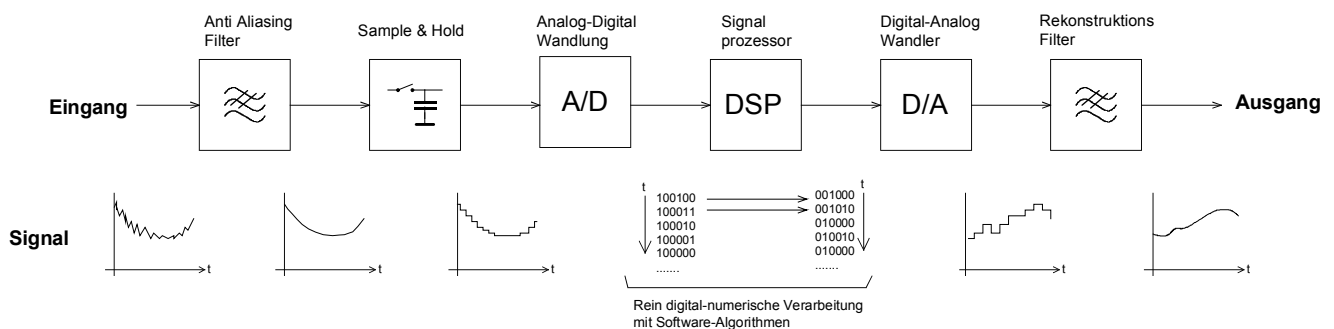 Anti Aliasing
Filter
Sample & Hold
Analog-Digital
Wandlung
Signal
prozessor
Digital-Analog
Wandler
Rekonstruktions
Filter
Eingang
A/D
DSP
D/A
Ausgang
Signal
t
t
t
t
100100
100011
100010
100001
100000
.......
t
001000
001010
010000
010010
010000
.......
t
t
Rein digital-numerische Verarbeitung
mit Software-Algorithmen